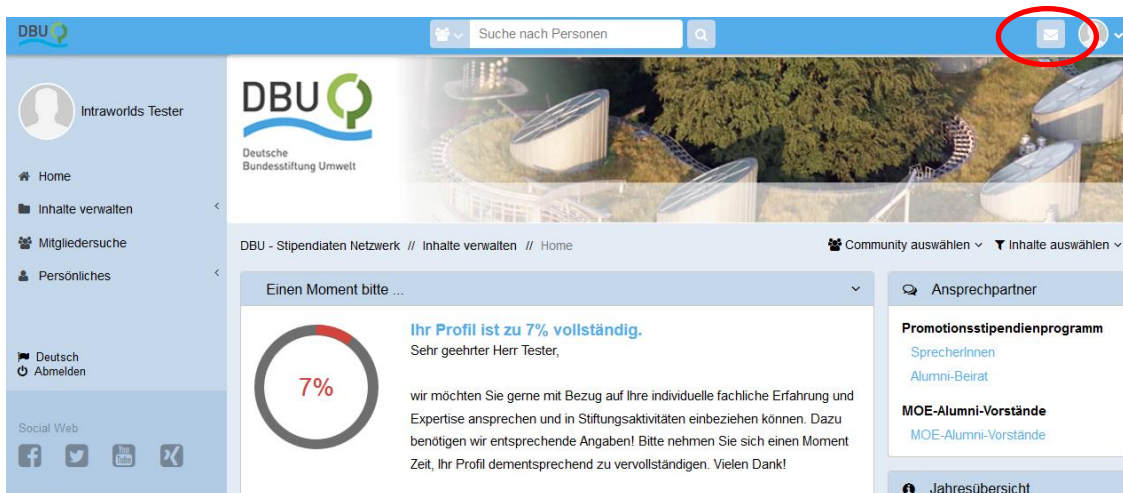 DBU
Suche nach Personen
Intraworlds Tester
Home
Inhalte verwalten
Mitgliedersuche
Persönliches
Deutsch
Abmelden
Social Web
You
Tube
DBU
Deutsche
Bundesstiftung Umwelt
DBU - Stipendiaten Netzwerk // Inhalte verwalten // Home
Community auswählen
Inhalte auswählen
Einen Moment bitte ...
7%
Ihr Profil ist zu 7% vollständig.
Sehr geehrter Herr Tester,
wir möchten Sie gerne mit Bezug auf Ihre individuelle fachliche Erfahrung und
Expertise ansprechen und in Stiftungsaktivitäten einbeziehen können. Dazu
benötigen wir entsprechende Angaben! Bitte nehmen Sie sich einen Moment
Zeit, Ihr Profil dementsprechend zu vervollständigen. Vielen Dank!
Ansprechpartner
Promotionsstipendienprogramm
SprecherInnen
Alumni-Beirat
MOE-Alumni-Vorstände
MOE-Alumni-Vorstände
Jahresübersicht